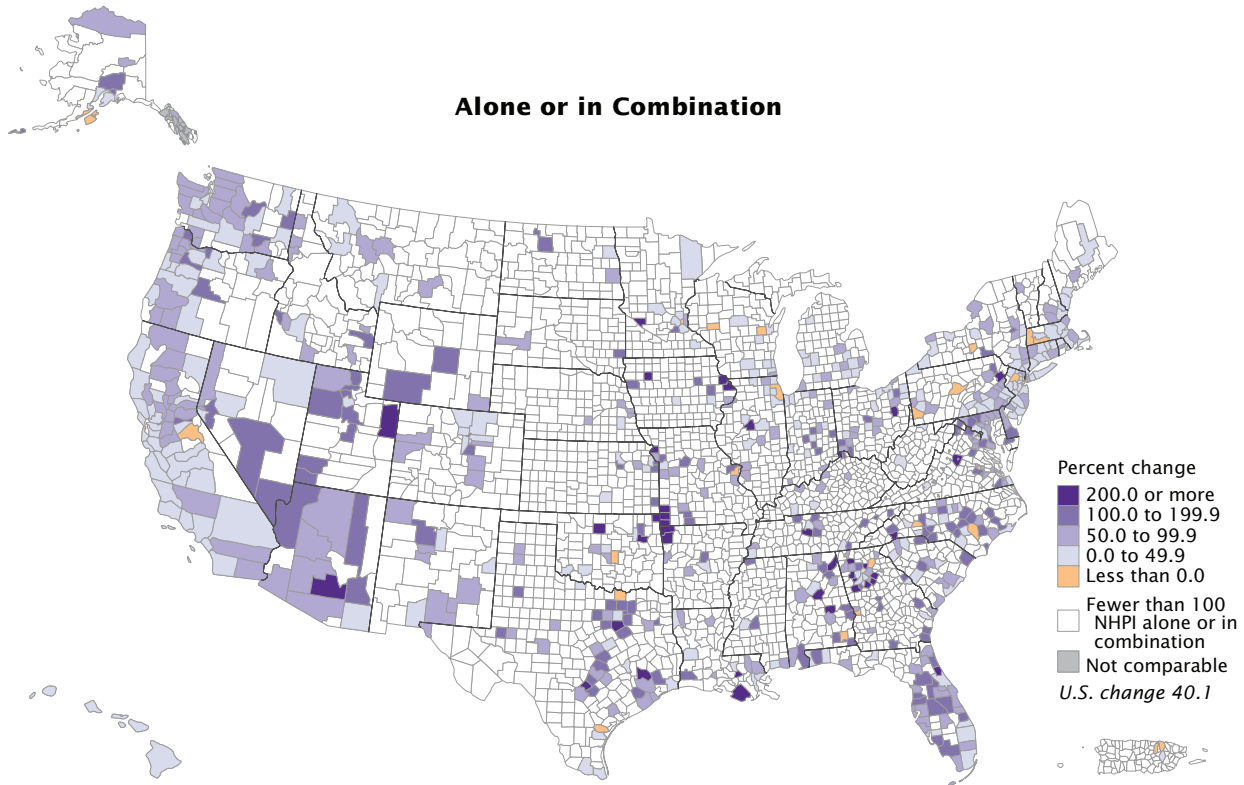 Alone or in Combination
Percent change
200.0 or more
100.0 to 199.9
50.0 to 99.9
0.0 to 49.9
Less than 0.0
Fewer than 100
NHPI alone or in
combination
Not comparable
U.S. change 40.1